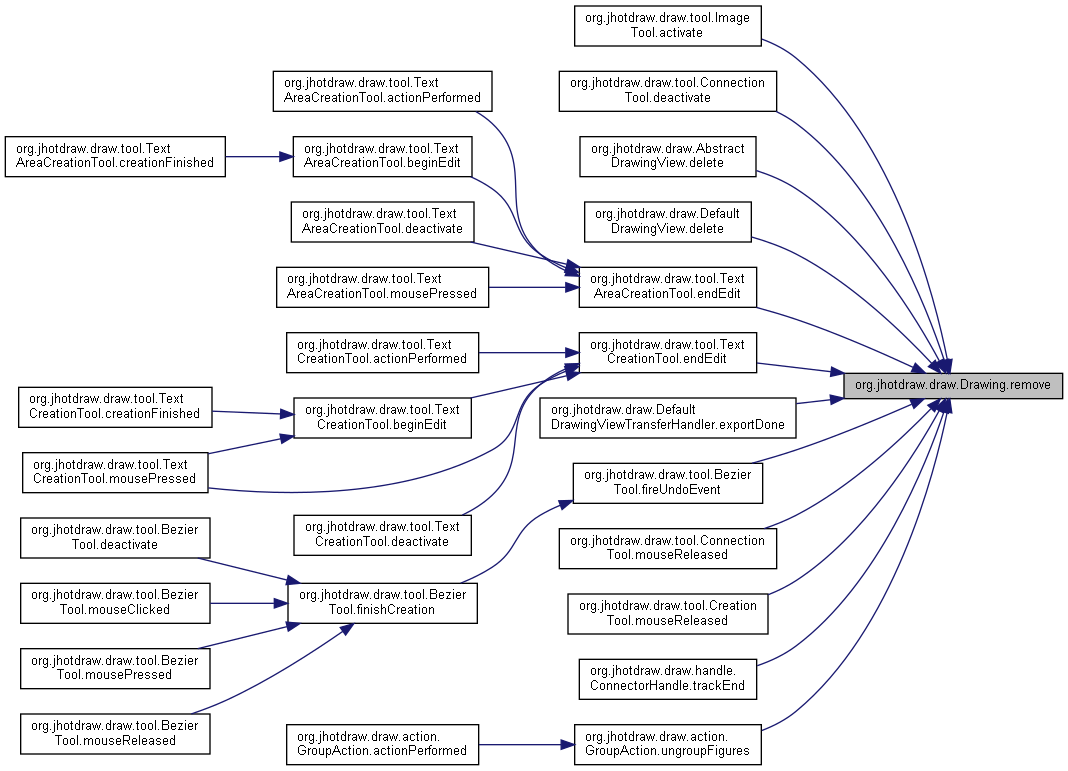 org.jhotdraw.draw.tool.Image
Tool.activate
org.jhotdraw.draw.tool.Text
AreaCreationTool.actionPerformed
org.jhotdraw.draw.tool.Connection
Tool.deactivate
org.jhotdraw.draw.tool.Text
AreaCreationTool.creationFinished
org.jhotdraw.draw.tool.Text
AreaCreationTool.beginEdit
org.jhotdraw.draw.Abstract
DrawingView.delete
org.jhotdraw.draw.tool.Text
AreaCreationTool.deactivate
org.jhotdraw.draw.Default
DrawingView.delete
org.jhotdraw.draw.tool.Text
AreaCreationTool.mousePressed
org.jhotdraw.draw.tool.Text
AreaCreationTool.endEdit
org.jhotdraw.draw.tool.Text
CreationTool.actionPerformed
org.jhotdraw.draw.tool.Text
CreationTool.endEdit
org.jhotdraw.draw.Drawing.remove
org.jhotdraw.draw.tool.Text
CreationTool.creationFinished
org.jhotdraw.draw.tool.Text
CreationTool.beginEdit
org.jhotdraw.draw.Default
DrawingViewTransferHandler.exportDone
org.jhotdraw.draw.tool.Text
CreationTool.mousePressed
org.jhotdraw.draw.tool.Bezier
Tool.fireUndoEvent
org.jhotdraw.draw.tool.Bezier
Tool.deactivate
org.jhotdraw.draw.tool.Text
CreationTool.deactivate
org.jhotdraw.draw.tool.Connection
Tool.mouseReleased
org.jhotdraw.draw.tool.Bezier
Tool.mouseClicked
org.jhotdraw.draw.tool.Bezier
Tool.finishCreation
org.jhotdraw.draw.tool.Creation
Tool.mouseReleased
org.jhotdraw.draw.tool.Bezier
Tool.mousePressed
org.jhotdraw.draw.handle.
ConnectorHandle.trackEnd
org.jhotdraw.draw.tool.Bezier
Tool.mouseReleased
org.jhotdraw.draw.action.
GroupAction.actionPerformed
org.jhotdraw.draw.action.
GroupAction.ungroupFigures